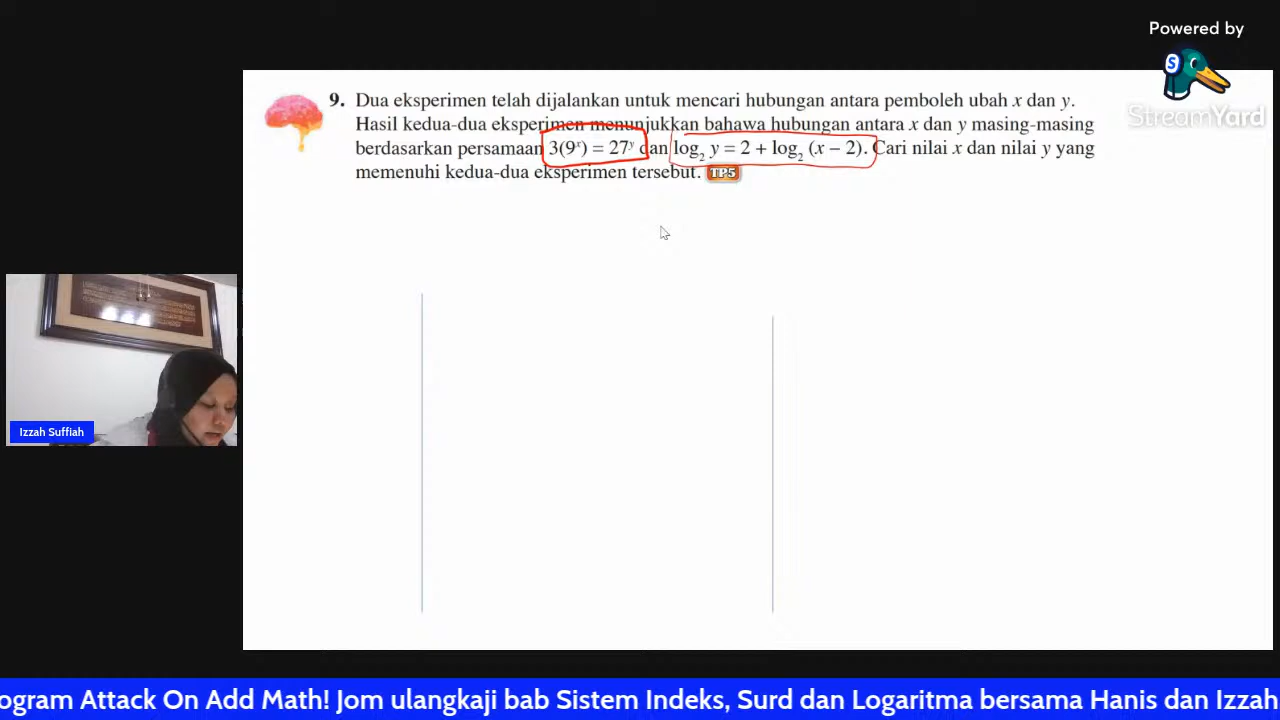 Powered by
S
StreamYard
9. Dua eksperimen telah dijalankan untuk mencari hubungan antara pemboleh ubah x dan y.
Hasil kedua-dua eksperimen menunjukkan bahawa hubungan antara x dan y masing-masing
berdasarkan persamaan 3(9ˣ) = 27ʸ dan log₂ y = 2 + log₂ (x − 2). Cari nilai x dan nilai y yang
memenuhi kedua-dua eksperimen tersebut. TP5
Izzah Suffiah
ogram Attack On Add Math! Jom ulangkaji bab Sistem Indeks, Surd dan Logaritma bersama Hanis dan Izzah